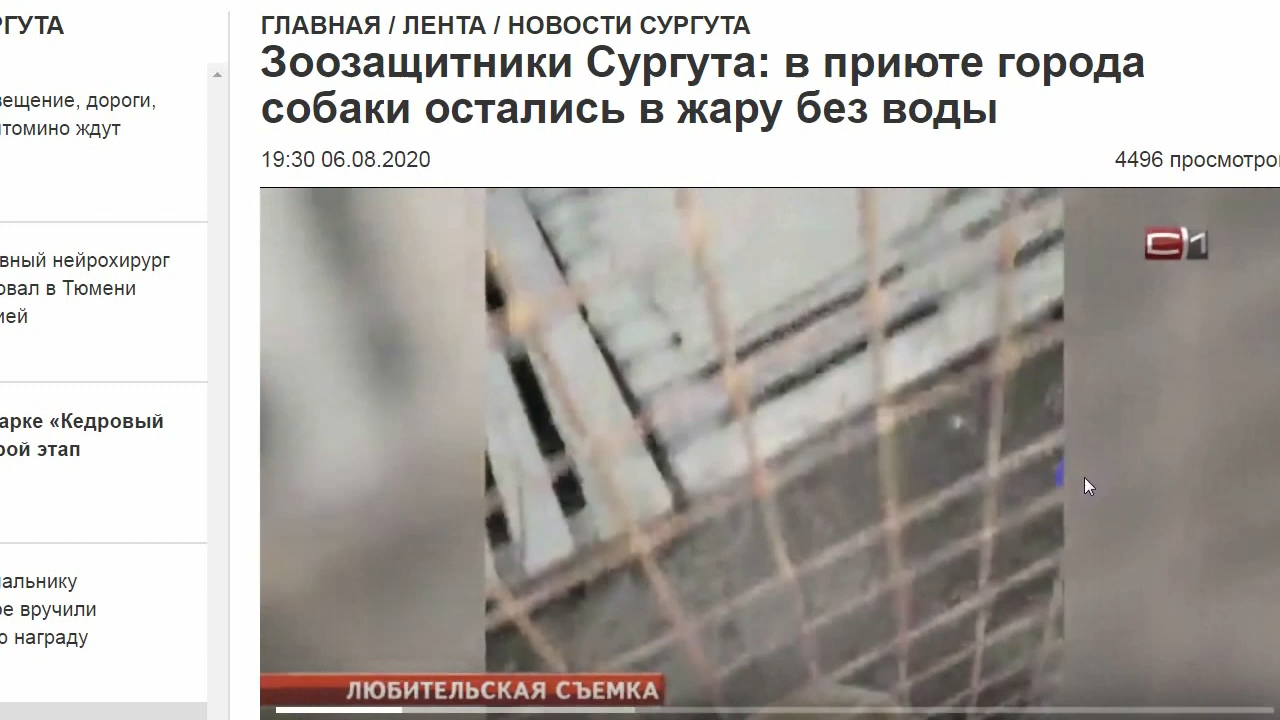 ГЛАВНАЯ / ЛЕНТА / НОВОСТИ СУРГУТА
Зоозащитники Сургута: в приюте города
собаки остались в жару без воды
19:30 06.08.2020
4496 просмотро
РГУТА
вещение, дороги,
томино ждут
вный нейрохирург
овал в Тюмени
ией
арке «Кедровый
рой этап
альнику
ре вручили
о награду
С1
ЛЮБИТЕЛЬСКАЯ СЪЕМКА